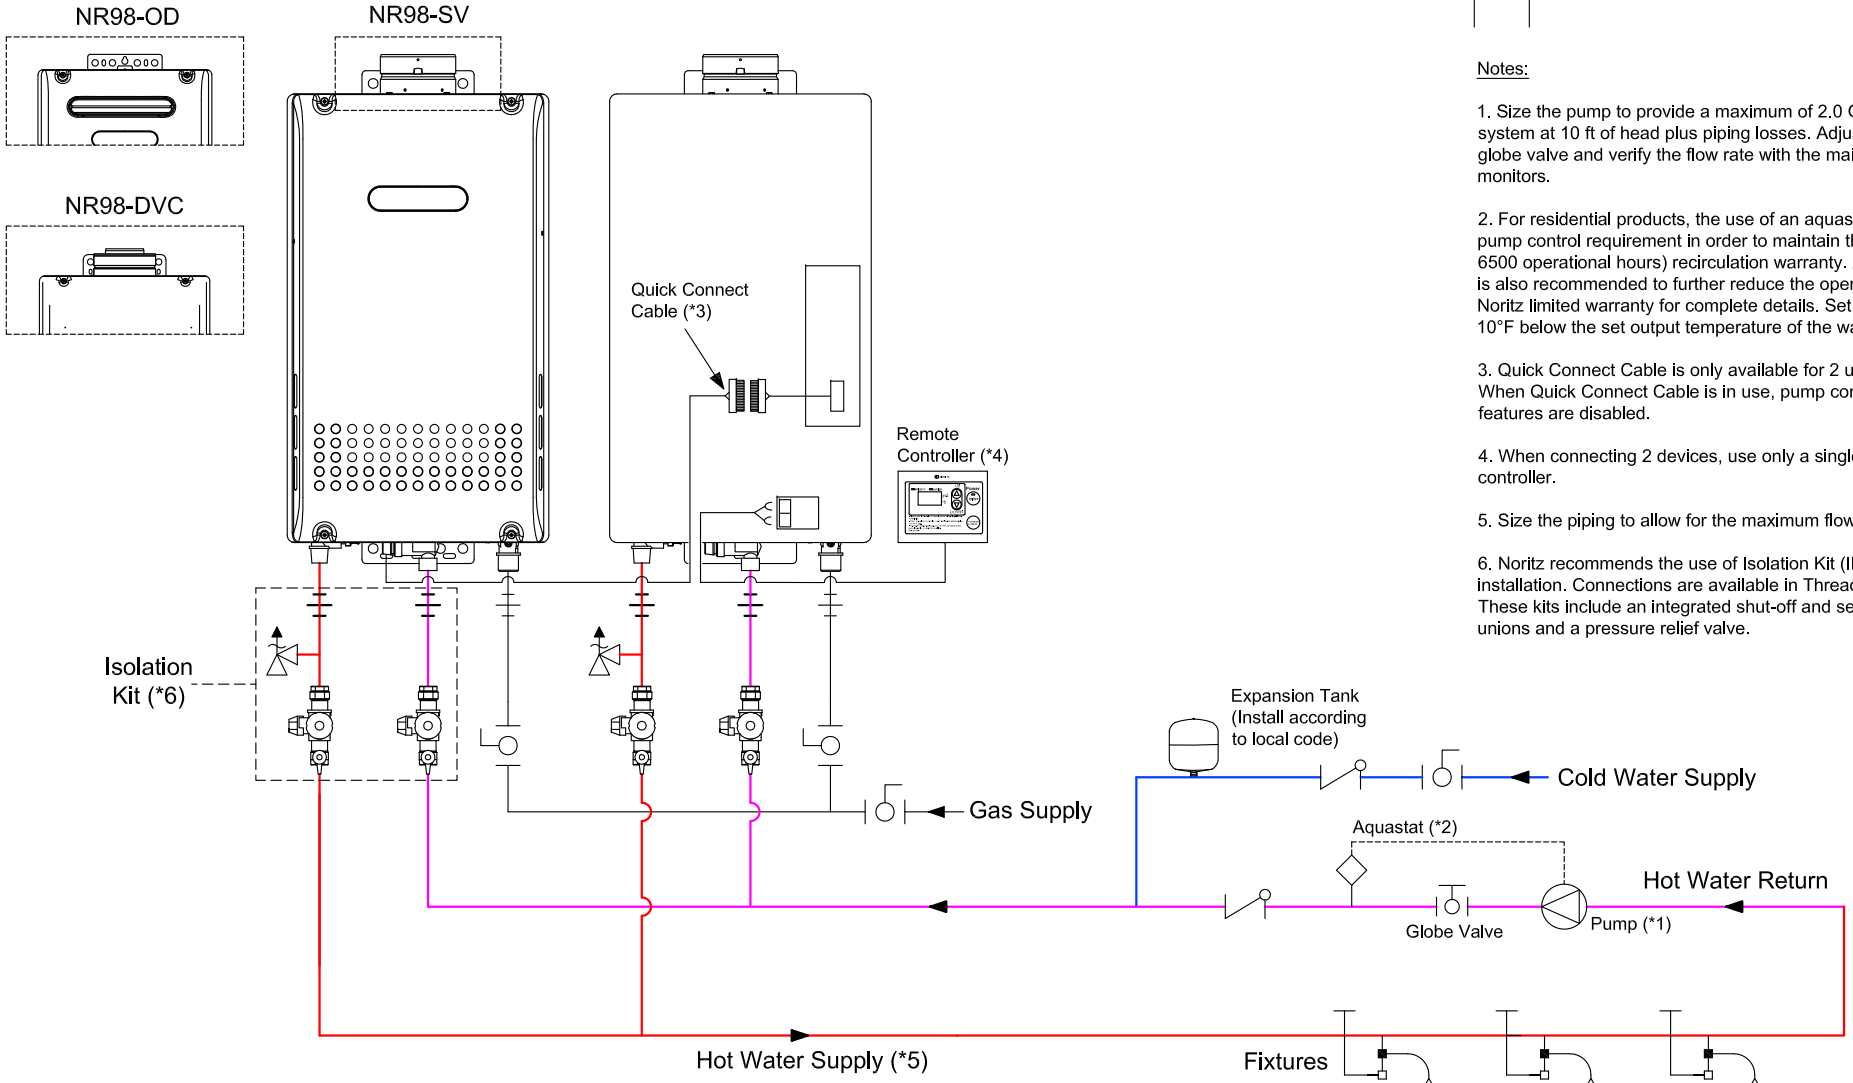 NR98-OD
NR98-SV
NR98-DVC
Quick Connect
Cable (*3)
Remote
Controller (*4)
Power
Isolation
Kit (*6)
Expansion Tank
(Install according
to local code)
Cold Water Supply
Gas Supply
Aquastat (*2)
Hot Water Return
Globe Valve
Pump (*1)
Hot Water Supply (*5)
Fixtures
Notes:
1. Size the pump to provide a maximum of 2.0
system at 10 ft of head plus piping losses.
globe valve and verify the flow rate with the
monitors.
2. For residential products, the use of an
pump control requirement in order to maintain
6500 operational hours) recirculation warranty.
is also recommended to further reduce the
Noritz limited warranty for complete details. Set
10°F below the set output temperature of the
3. Quick Connect Cable is only available for 2
When Quick Connect Cable is in use, pump
features are disabled.
4. When connecting 2 devices, use only a single
controller.
5. Size the piping to allow for the maximum flow
6. Noritz recommends the use of Isolation Kit
installation. Connections are available in
These kits include an integrated shut-off and
unions and a pressure relief valve.